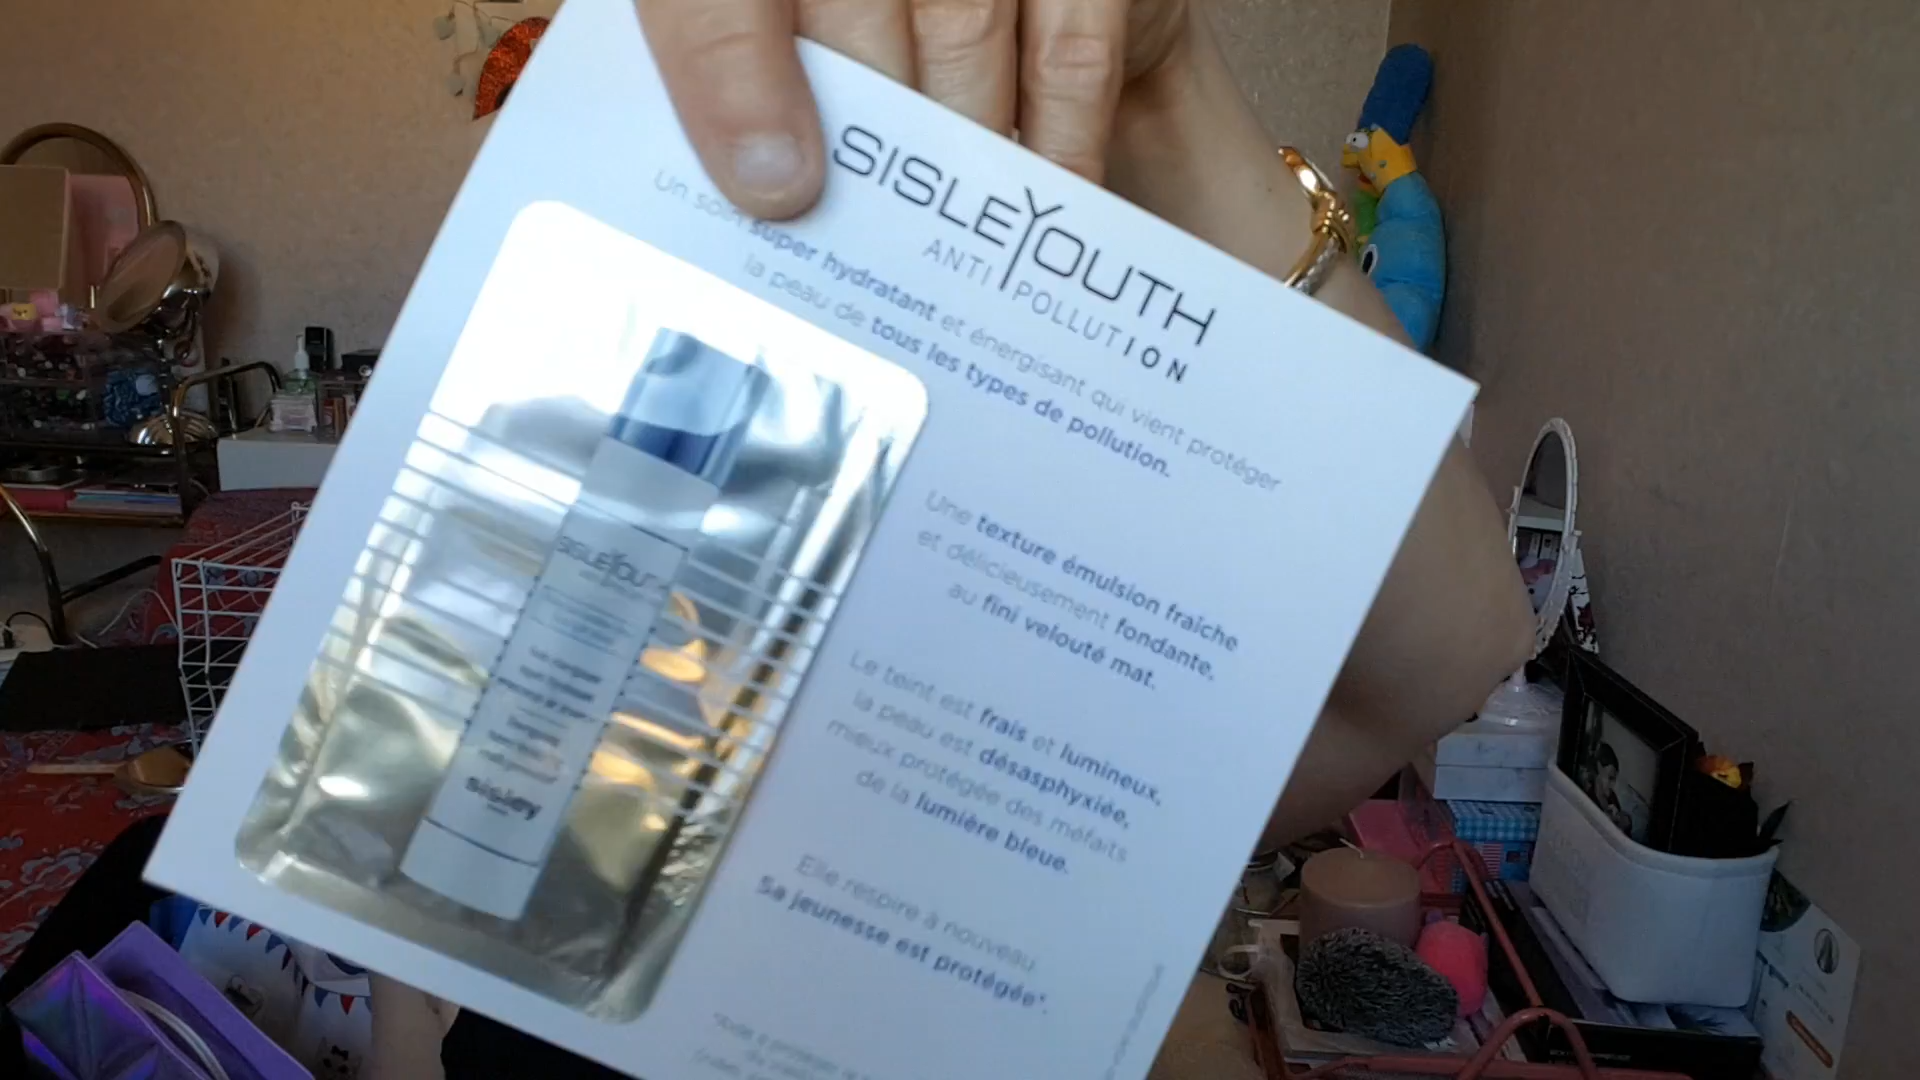 SISLEYOUTH
ANTI POLLUTION
Un soin super hydratant et énergisant qui vient protéger
la peau de tous les types de pollution.
Une texture émulsion fraîche
et délicieusement fondante,
au fini velouté mat.
Le teint est frais et lumineux,
la peau est désasphyxiée,
mieux protégée des méfaits
de la lumière bleue.
Elle respire à nouveau.
Sa jeunesse est protégée*.
SISLEYOUT
sisley